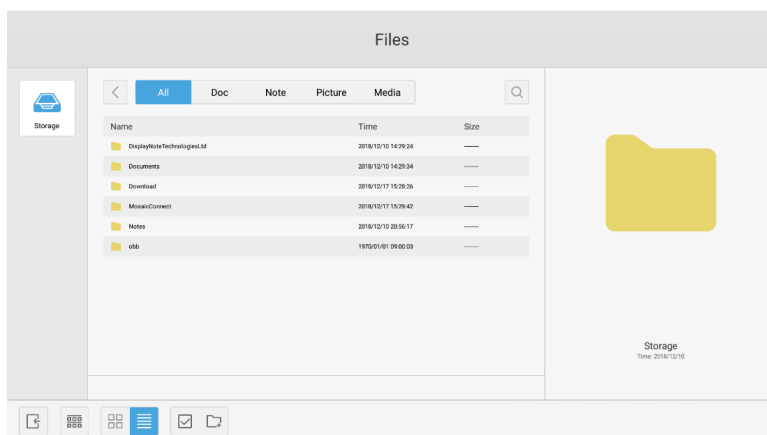 Files
Storage
All Doc Note Picture Media
Name Time Size
DisplayNoteTechnologiesLtd 2018/12/10 14:29:24 —
Documents 2018/12/10 14:29:34 —
Download 2018/12/17 15:28:26 —
MosaicConnect 2018/12/17 15:29:42 —
Notes 2018/12/10 20:56:17 —
obb 1970/01/01 09:00:03 —
Storage
Time: 2018/12/10